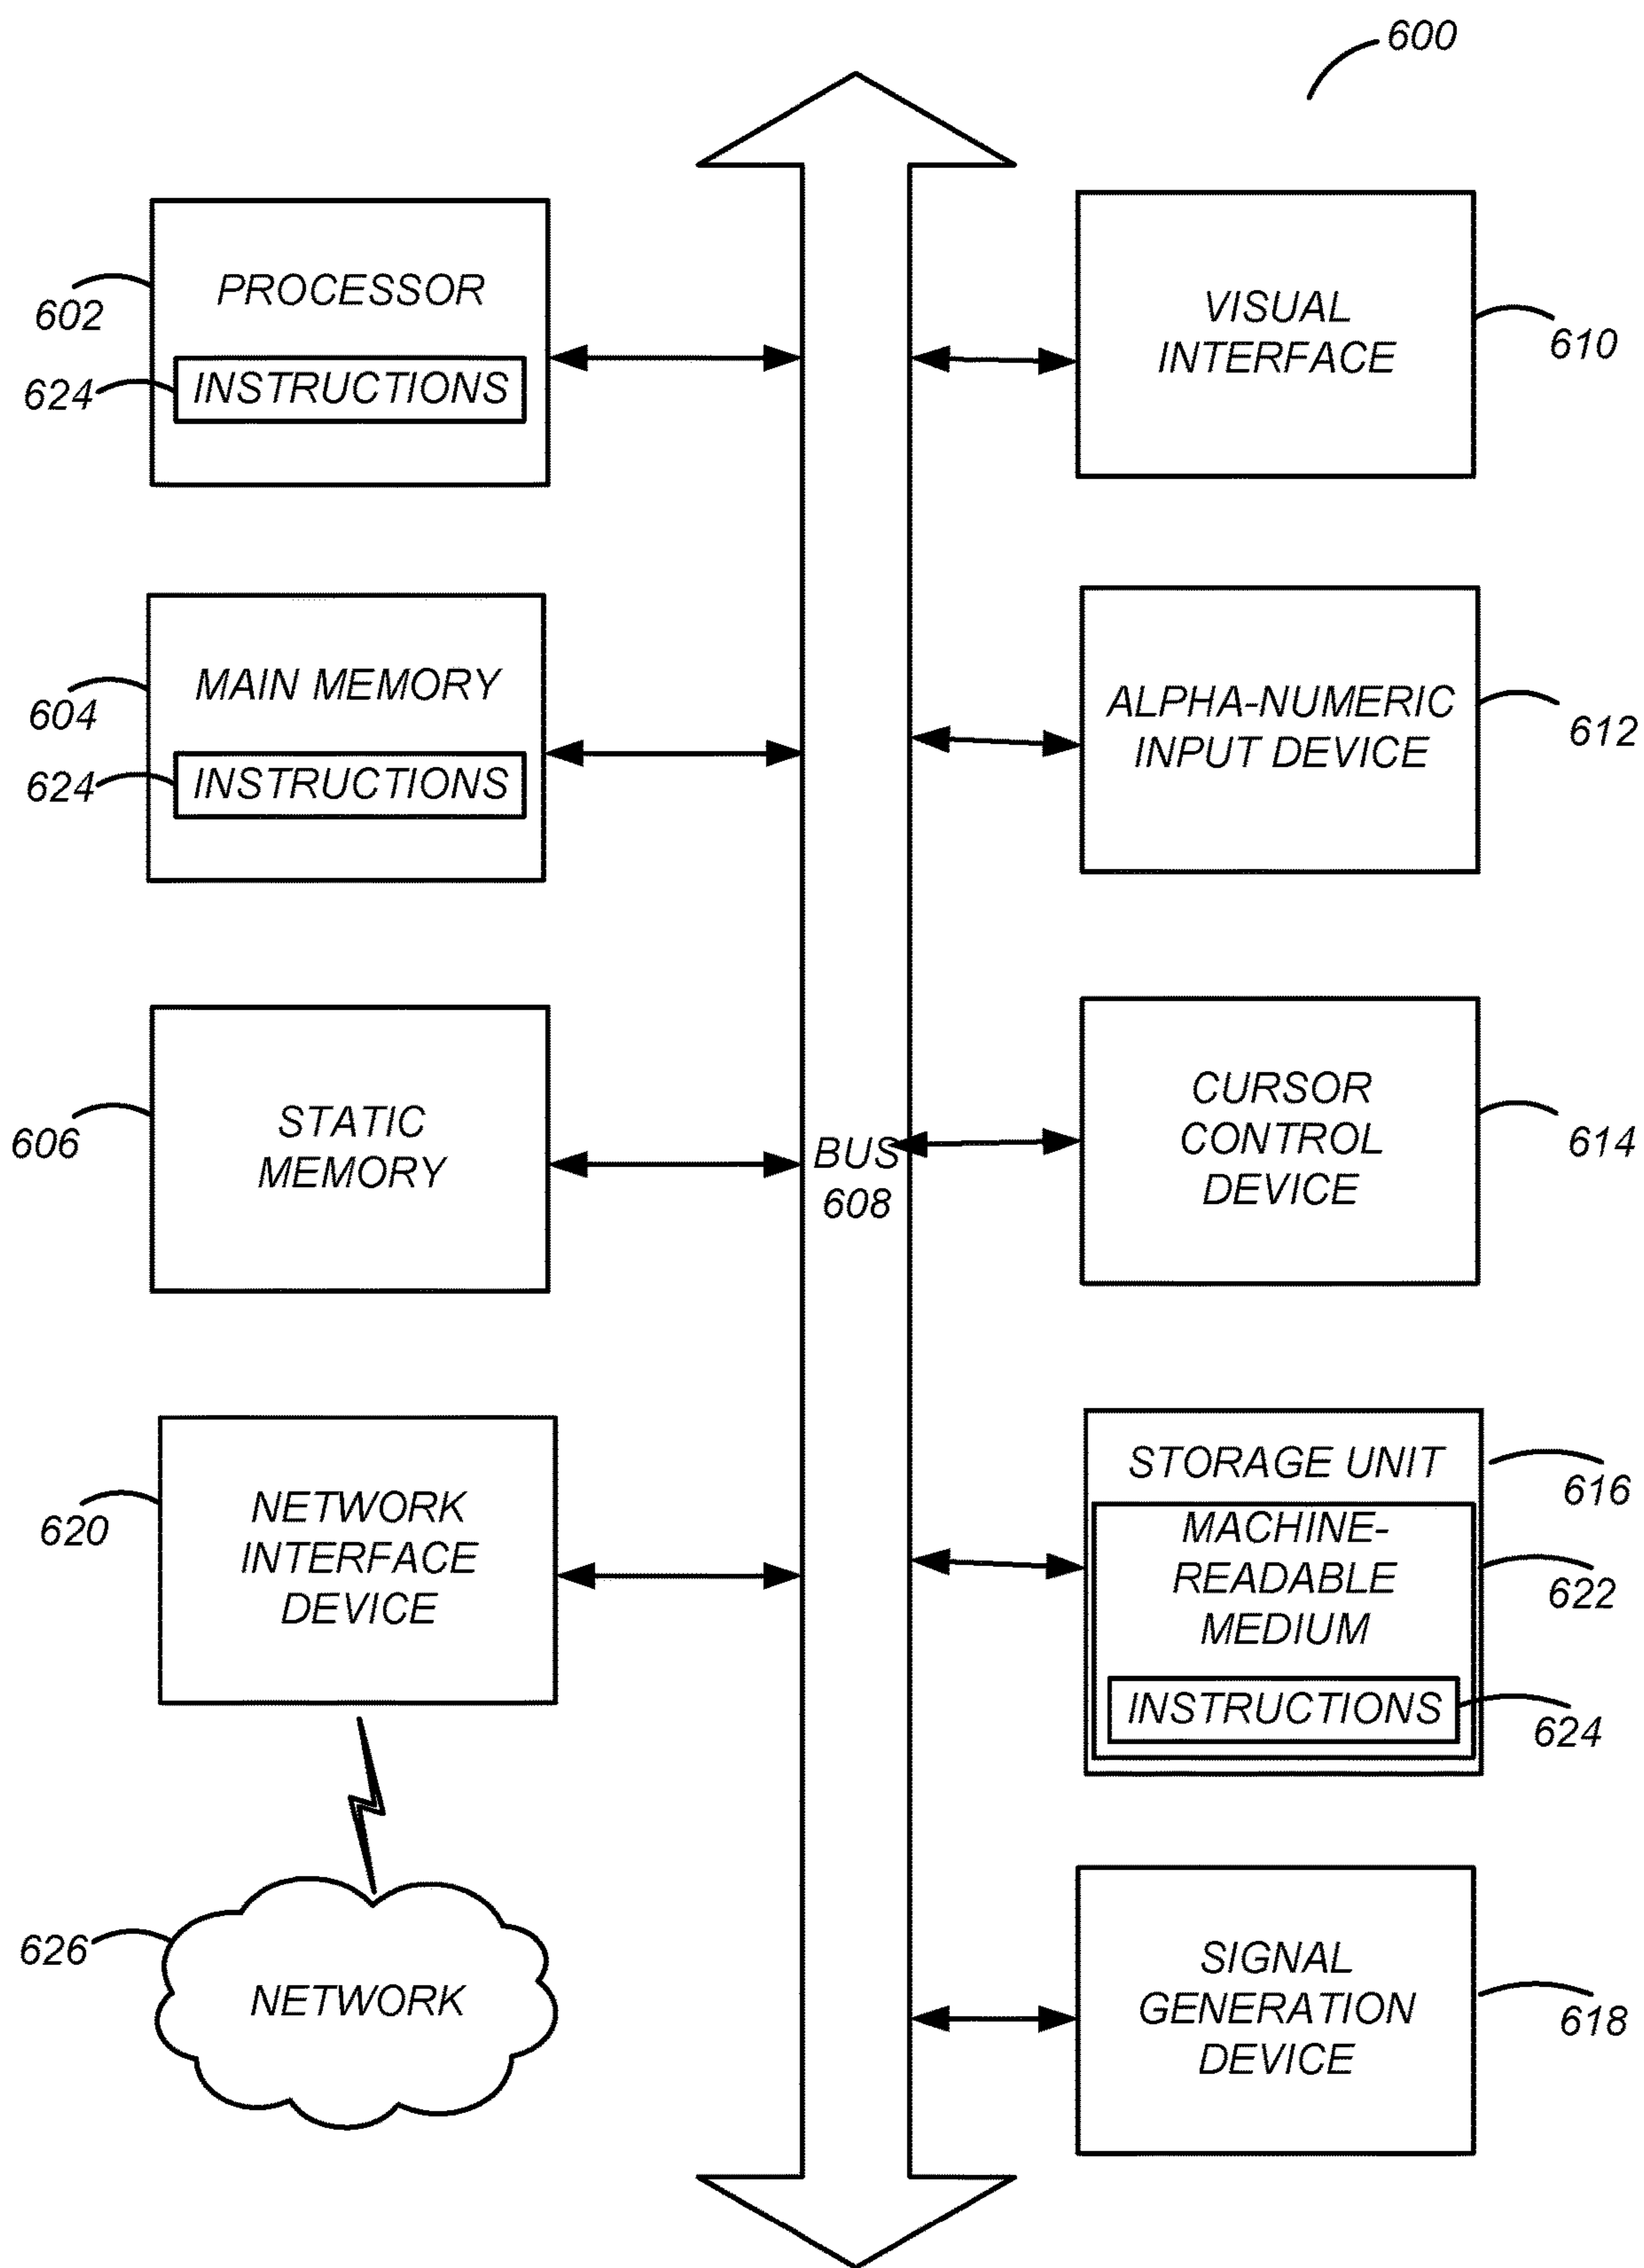 600
PROCESSOR
602
624
INSTRUCTIONS
VISUAL
INTERFACE
610
MAIN MEMORY
604
624
INSTRUCTIONS
ALPHA-NUMERIC
INPUT DEVICE
612
STATIC
MEMORY
606
BUS
608
CURSOR
CONTROL
DEVICE
614
NETWORK
INTERFACE
DEVICE
620
STORAGE UNIT
616
MACHINE-
READABLE
MEDIUM
622
INSTRUCTIONS
624
626
NETWORK
SIGNAL
GENERATION
DEVICE
618